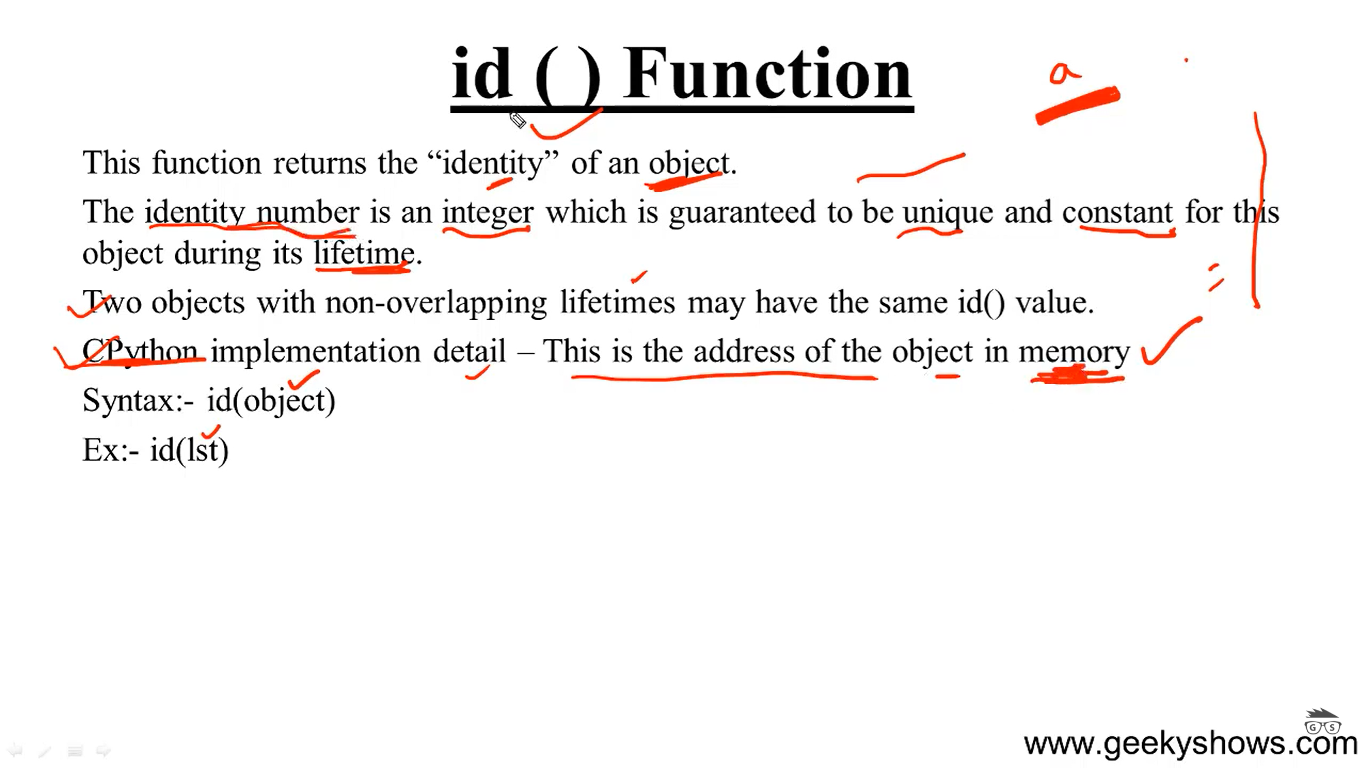 id ( ) Function
a
This function returns the “identity” of an object.
The identity number is an integer which is guaranteed to be unique and constant for this
object during its lifetime.
Two objects with non-overlapping lifetimes may have the same id() value.
CPython implementation detail – This is the address of the object in memory
Syntax:- id(object)
Ex:- id(lst)
G S
www.geekyshows.com